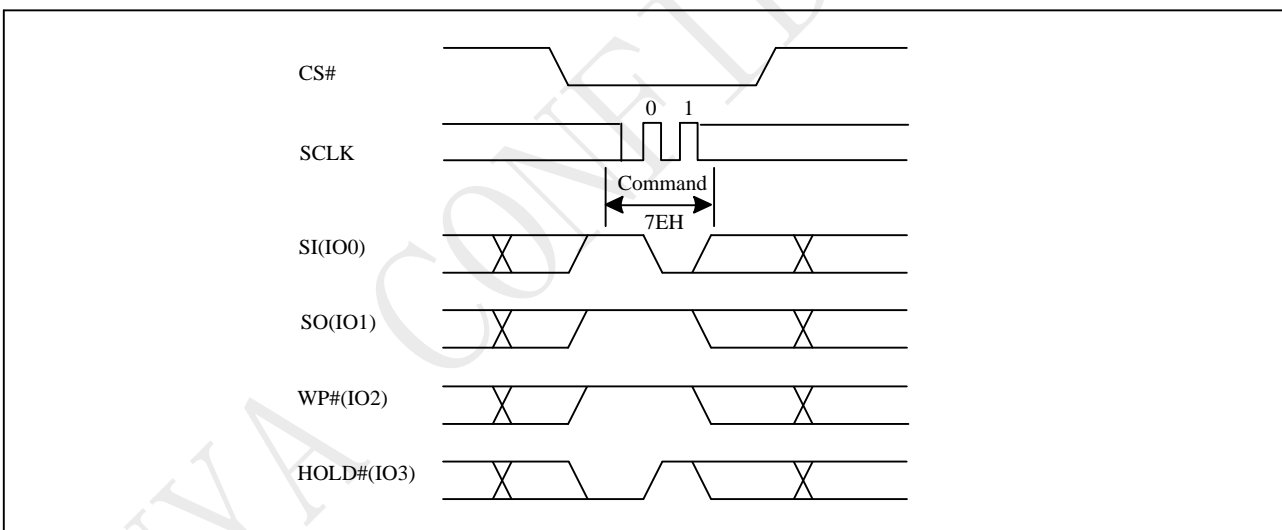 CS#
0 1
SCLK
Command
7EH
SI(IO0)
SO(IO1)
WP#(IO2)
HOLD#(IO3)